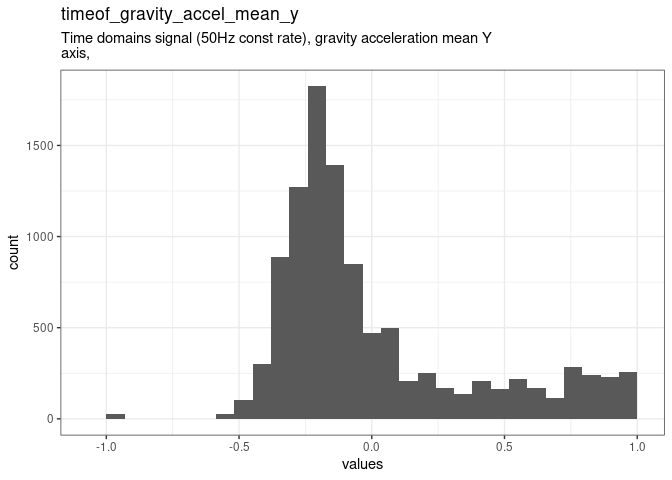 timeof_gravity_accel_mean_y
Time domains signal (50Hz const rate), gravity acceleration mean Y
axis,
1500
1000
500
0
count
-1.0
-0.5
0.0
0.5
1.0
values